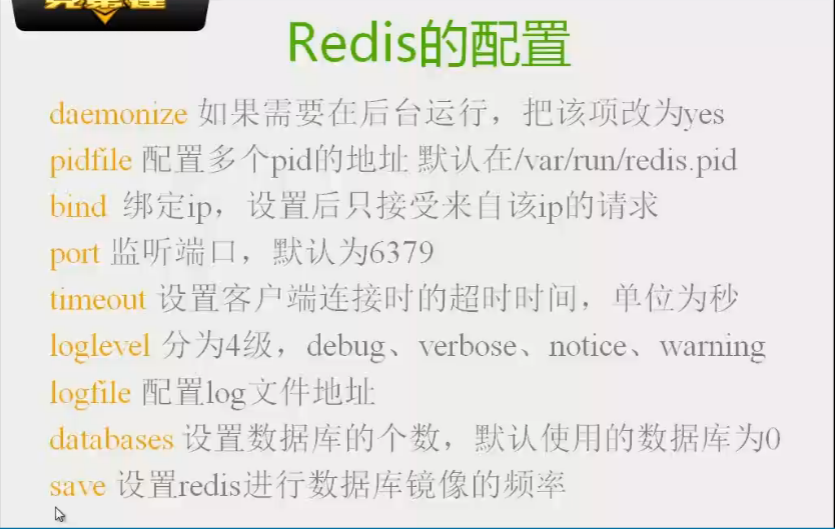 Redis的配置
daemonize 如果需要在后台运行，把该项改为yes
pidfile 配置多个pid的地址 默认在/var/run/redis.pid
bind 绑定ip，设置后只接受来自该ip的请求
port 监听端口，默认为6379
timeout 设置客户端连接时的超时时间，单位为秒
loglevel 分为4级，debug、verbose、notice、warning
logfile 配置log文件地址
databases 设置数据库的个数，默认使用的数据库为0
save 设置redis进行数据库镜像的频率